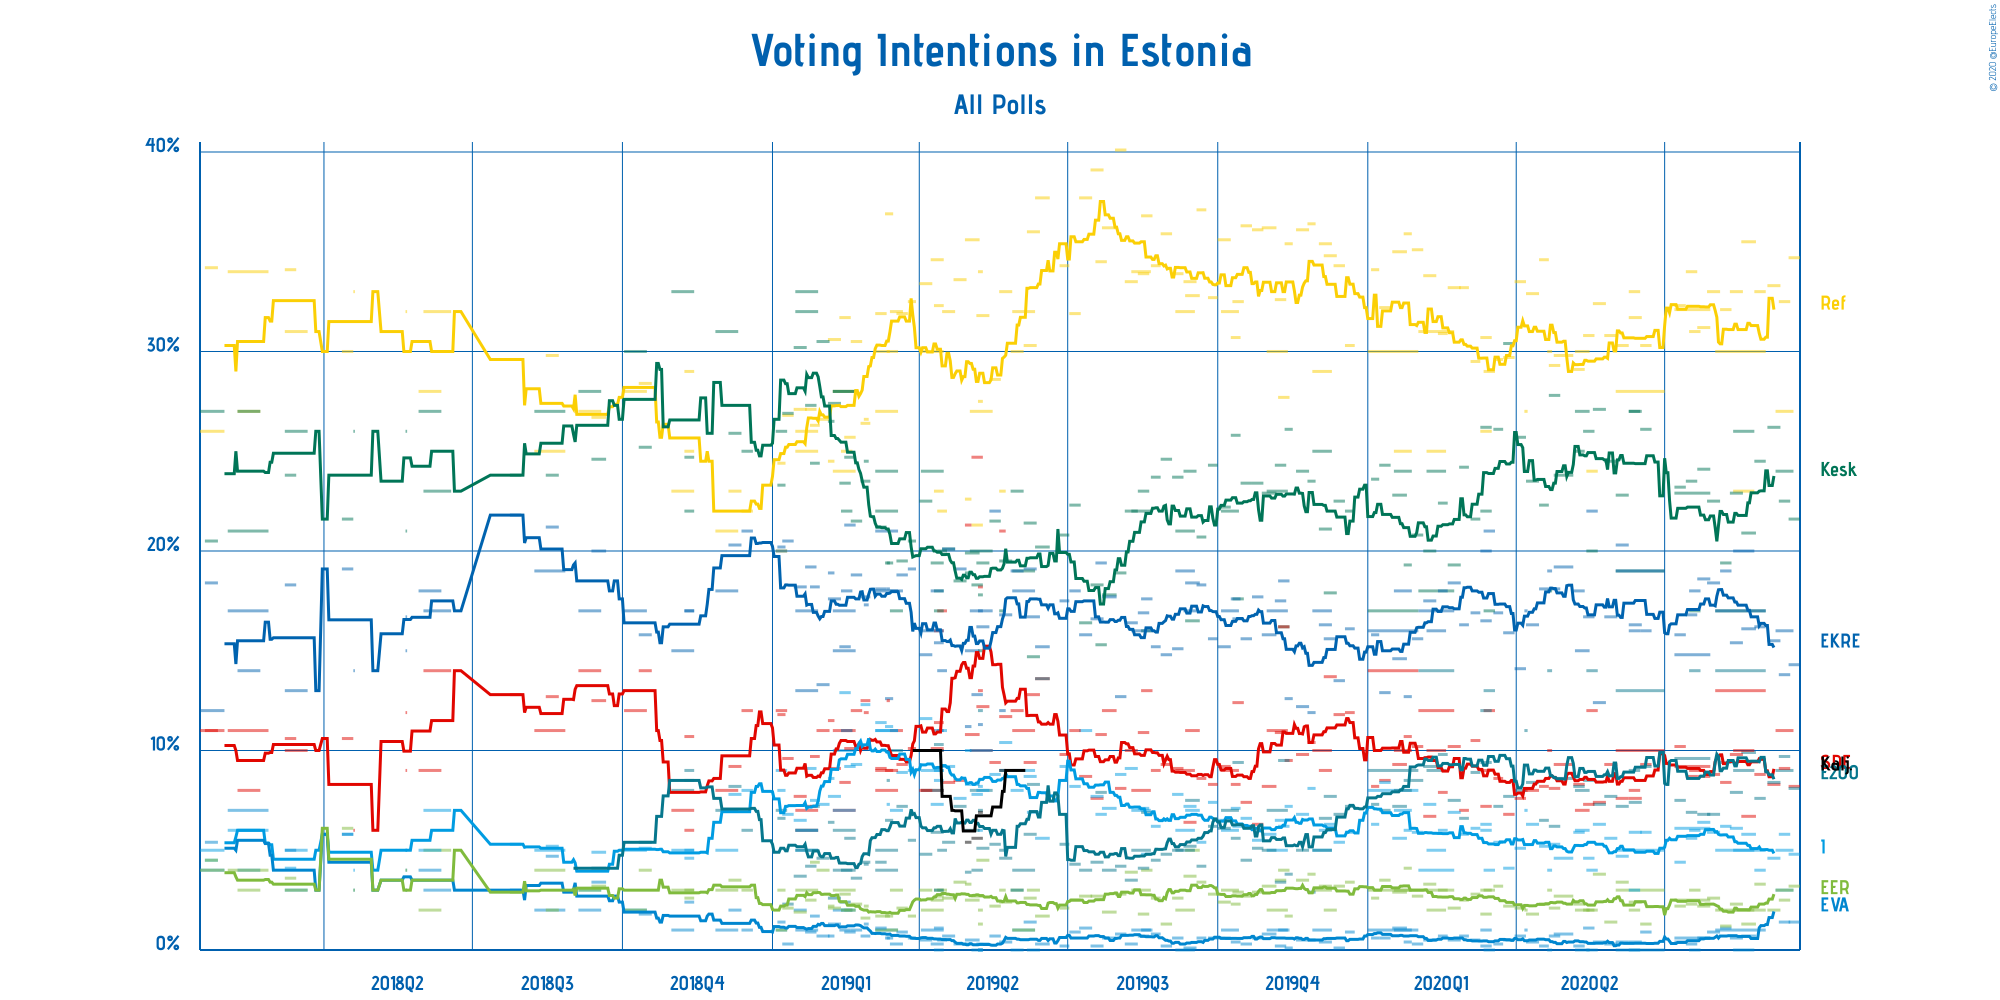 Voting Intentions in Estonia
All Polls
© 2020 @EuropeElects
40%
30%
20%
10%
0%
Ref
Kesk
EKRE
E200
1
EER
EVA
2018Q2
2018Q3
2018Q4
2019Q1
2019Q2
2019Q3
2019Q4
2020Q1
2020Q2